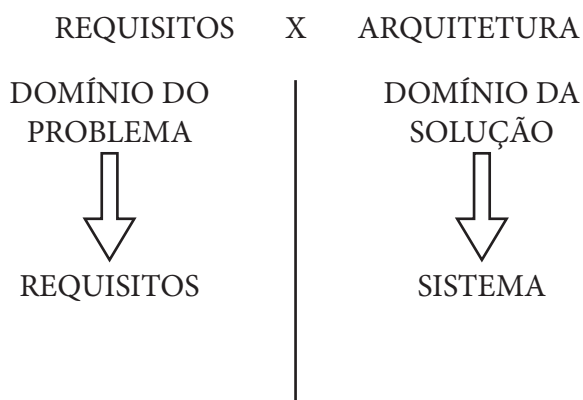 REQUISITOS X ARQUITETURA
DOMÍNIO DO
PROBLEMA
DOMÍNIO DA
SOLUÇÃO
REQUISITOS
SISTEMA